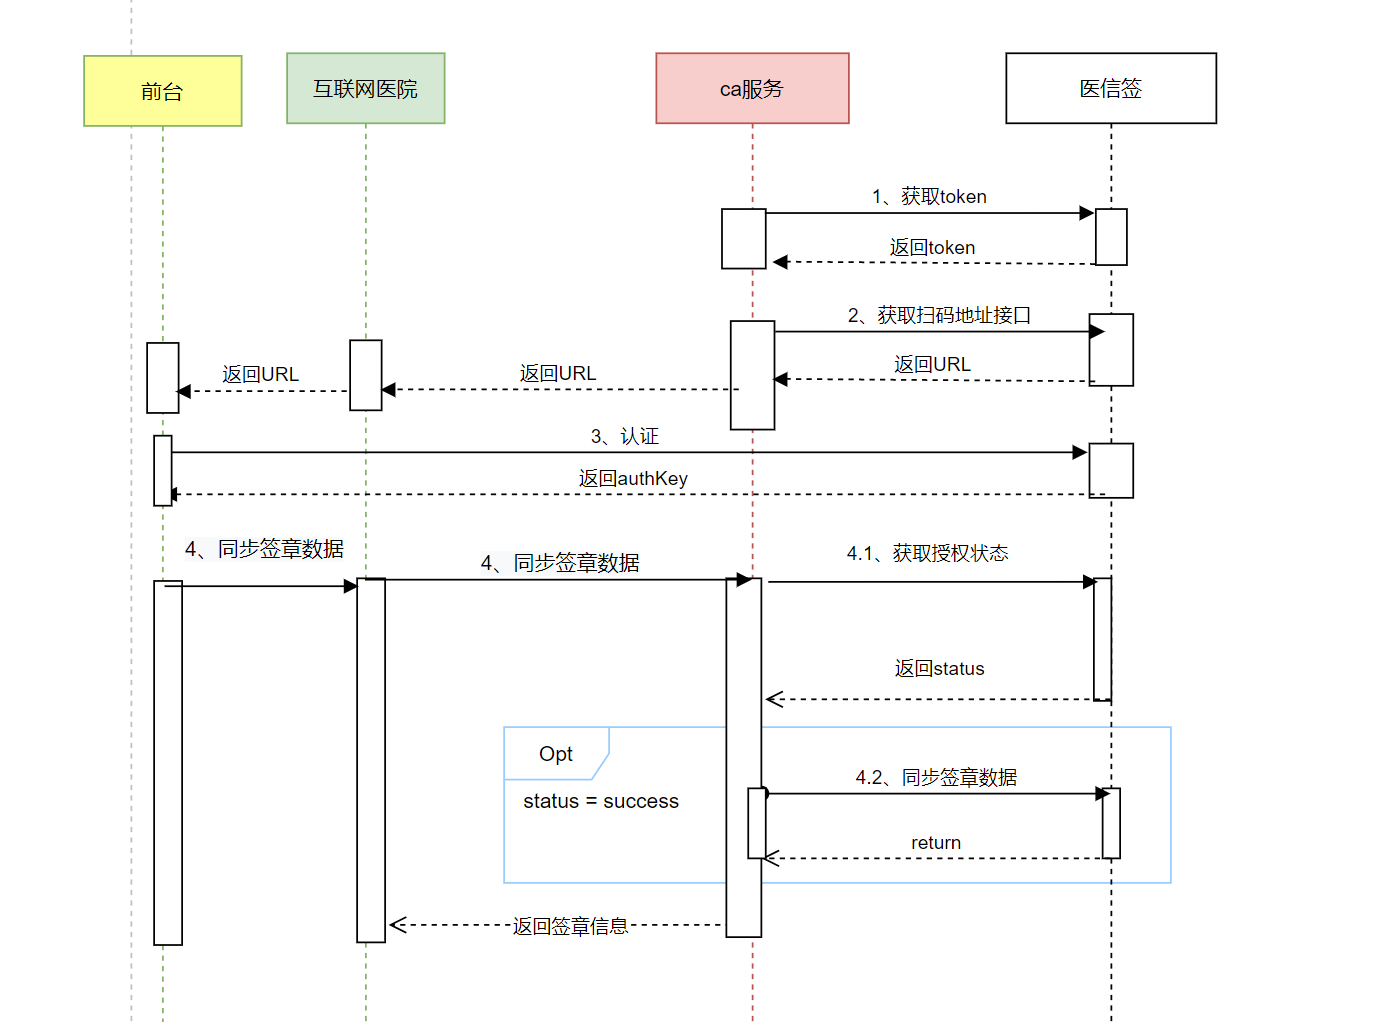 前台
互联网医院
ca服务
医信签
1、获取token
返回token
2、获取扫码地址接口
返回URL
返回URL
返回URL
3、认证
返回authKey
4、同步签章数据
4、同步签章数据
4.1、获取授权状态
返回status
Opt
status = success
4.2、同步签章数据
return
返回签章信息